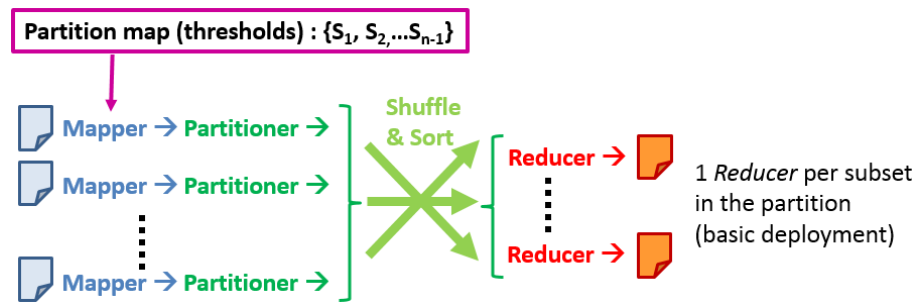 Partition map (thresholds) : {S1, S2,...Sn-1}
Shuffle
& Sort
Mapper → Partitioner →
Mapper → Partitioner →
Mapper → Partitioner →
Reducer →
Reducer →
1 Reducer per subset
in the partition
(basic deployment)